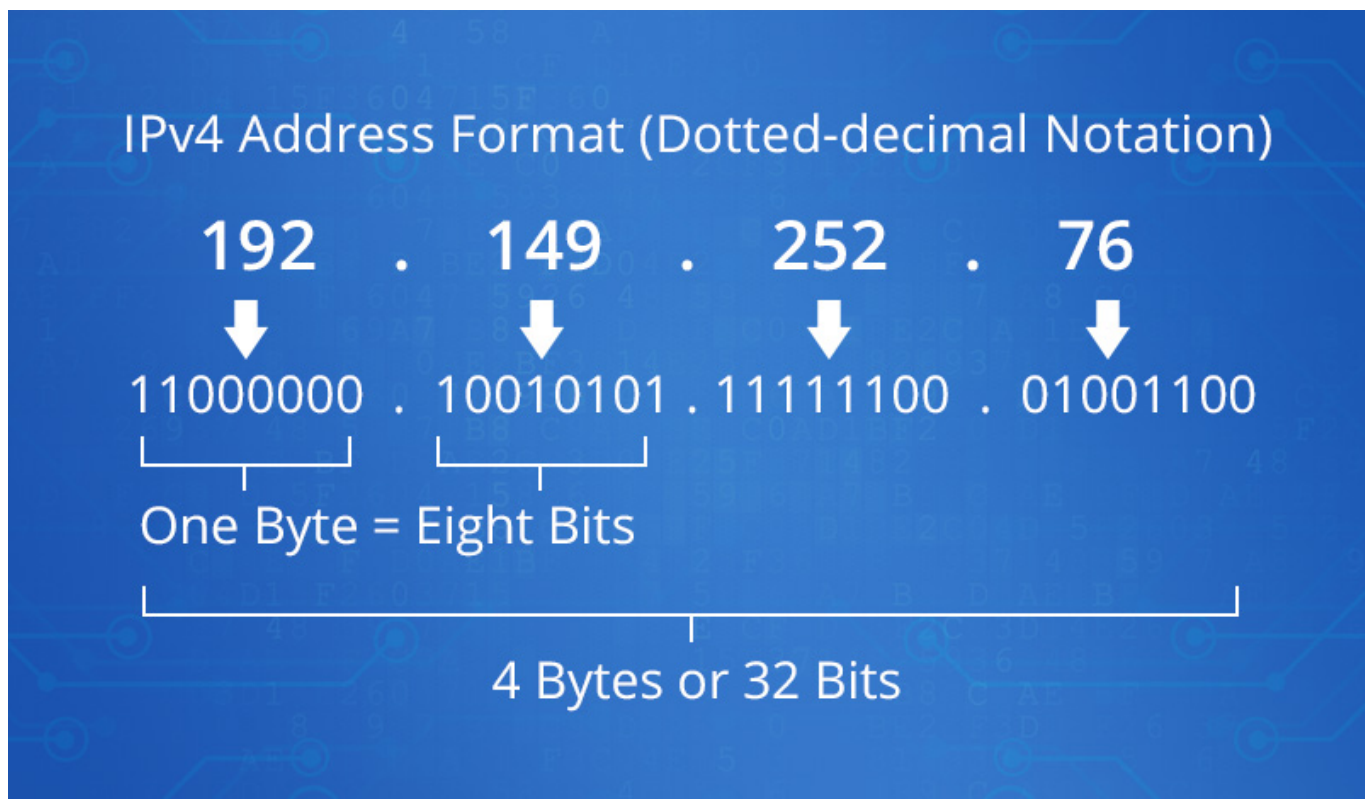 IPv4 Address Format (Dotted-decimal Notation)
192 . 149 . 252 . 76
11000000 . 10010101 . 11111100 . 01001100
One Byte = Eight Bits
4 Bytes or 32 Bits